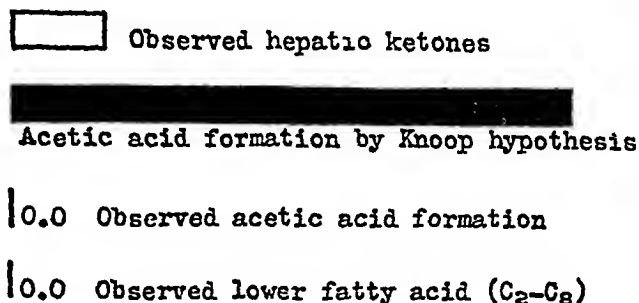 Observed hepatic ketones
Acetic acid formation by Knoop hypothesis
0.0 Observed acetic acid formation
0.0 Observed lower fatty acid (C₂-C₈)